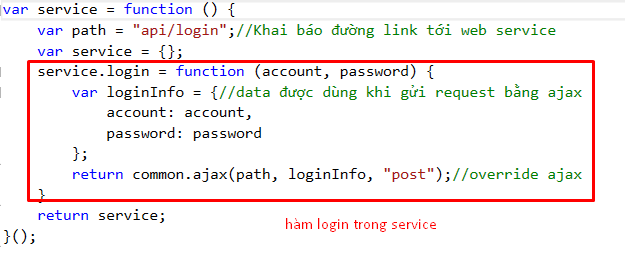 var service = function () {
    var path = "api/login";//Khai báo đường link tới web service
    var service = {};
    service.login = function (account, password) {
        var loginInfo = {//data được dùng khi gửi request bằng ajax
            account: account,
            password: password
        };
        return common.ajax(path, loginInfo, "post");//override ajax
    }
    return service;
}();
hàm login trong service